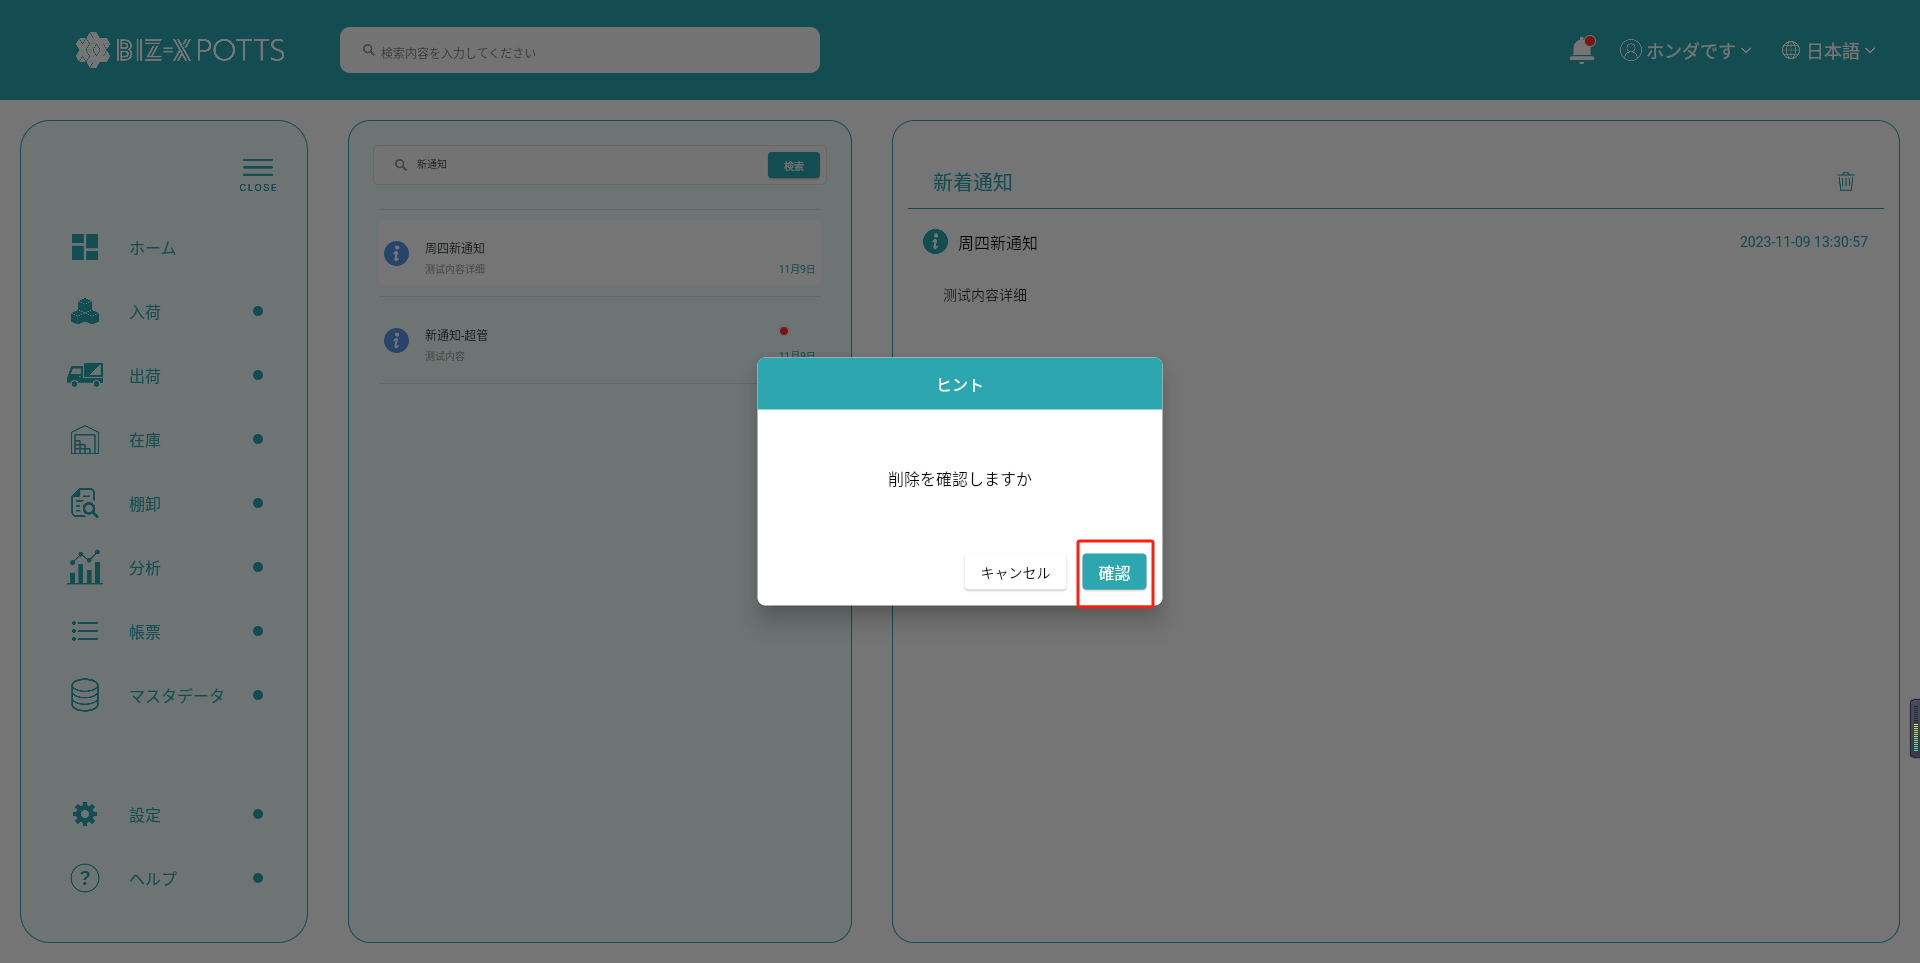 BIZ-X POTTS
検索内容を入力してください
ホンダです
日本語
CLOSE
ホーム
入荷
出荷
在庫
棚卸
分析
帳票
マスタデータ
設定
ヘルプ
新通知
検索
周四新通知
测试内容详细
11月9日
新通知-超管
测试内容
11月9日
新着通知
周四新通知
2023-11-09 13:30:57
测试内容详细
ヒント
削除を確認しますか
キャンセル
確認